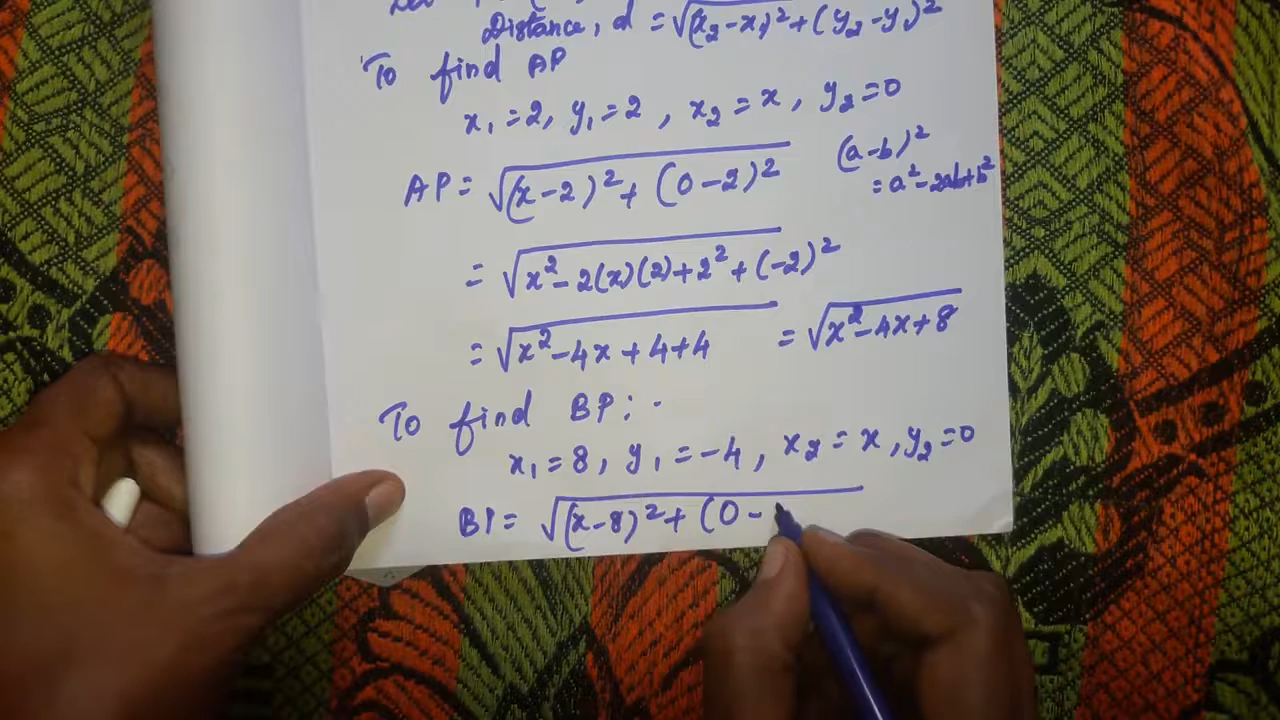 Distance, d = √(x₂-x₁)²+(y₂-y₁)²
To find AP
x₁=2, y₁=2, x₂=x, y₂=0
(a-b)²
=a²-2ab+b²
AP= √(x-2)²+(0-2)²
= √x²-2(x)(2)+2²+(-2)²
= √x²-4x+4+4 = √x²-4x+8
To find BP:-
x₁=8, y₁=-4, x₂=x, y₂=0
BP= √(x-8)²+(0-